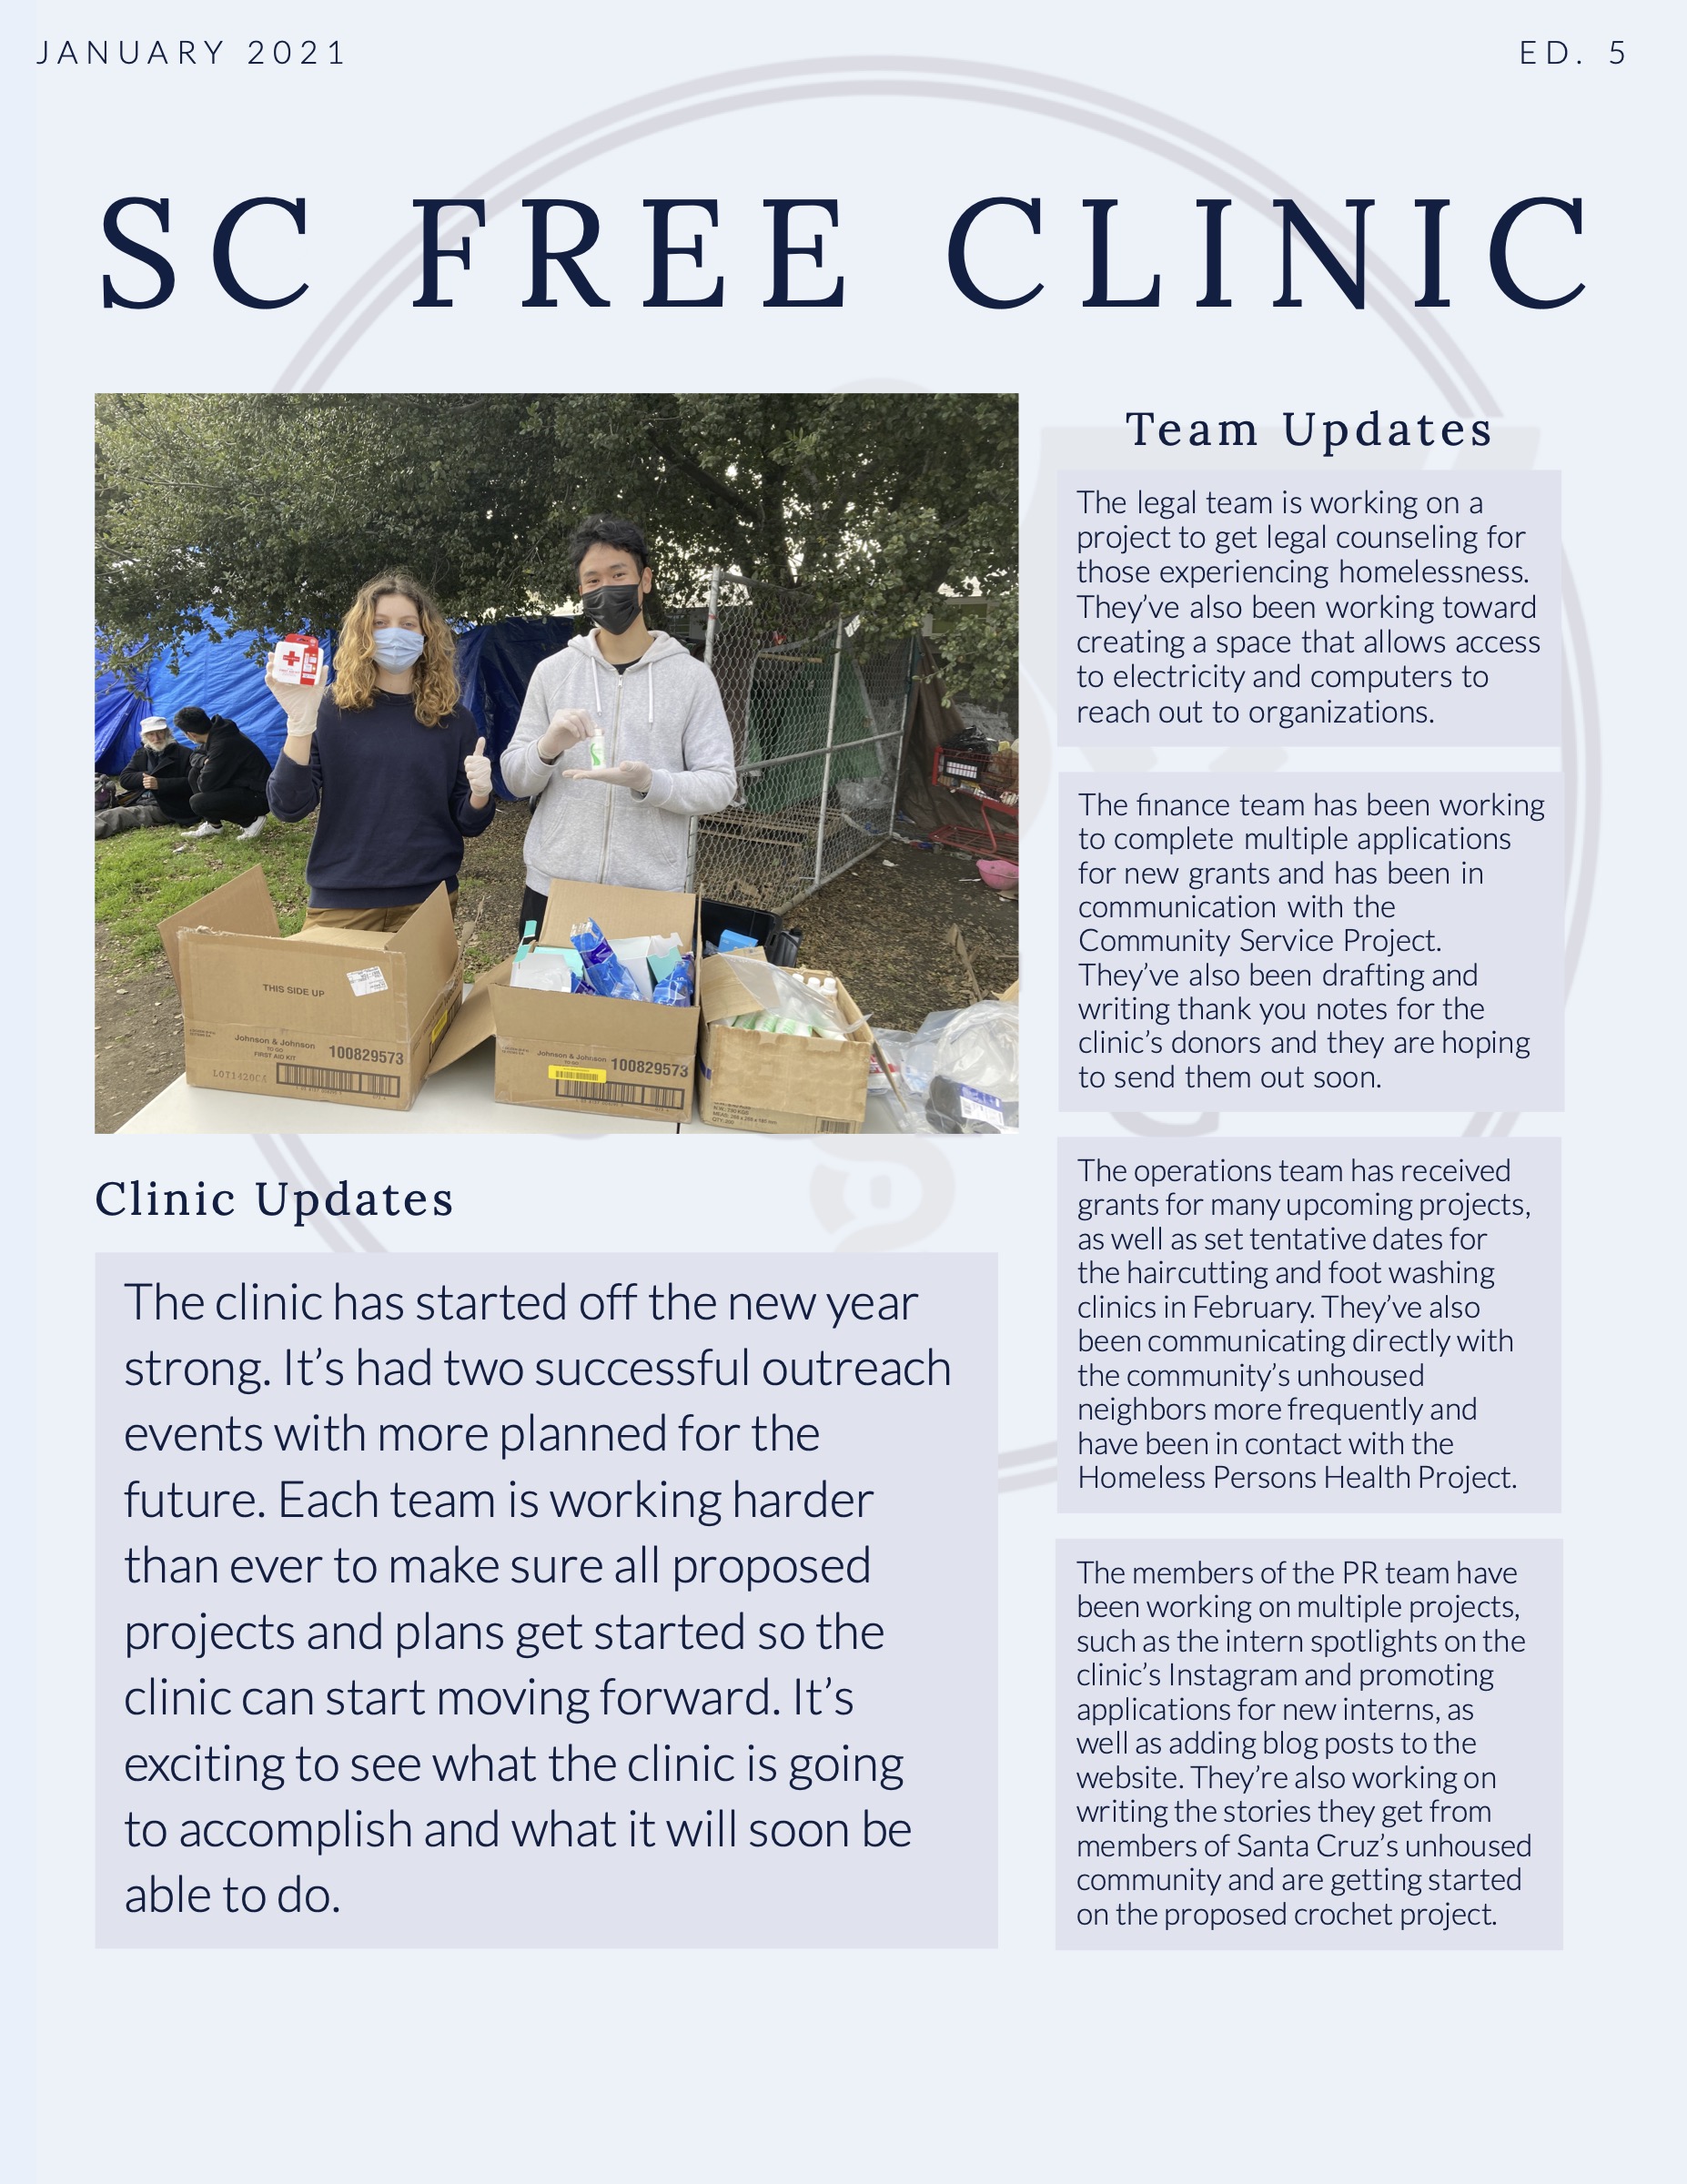 JANUARY 2021
ED. 5
SC FREE CLINIC
THIS SIDE UP
Johnson & Johnson
TO GO
FIRST AID KIT
100829573
LOT1420C4
Johnson & Johnson
100829573
Clinic Updates
The clinic has started off the new year
strong. It’s had two successful outreach
events with more planned for the
future. Each team is working harder
than ever to make sure all proposed
projects and plans get started so the
clinic can start moving forward. It’s
exciting to see what the clinic is going
to accomplish and what it will soon be
able to do.
Team Updates
The legal team is working on a
project to get legal counseling for
those experiencing homelessness.
They’ve also been working toward
creating a space that allows access
to electricity and computers to
reach out to organizations.
The finance team has been working
to complete multiple applications
for new grants and has been in
communication with the
Community Service Project.
They’ve also been drafting and
writing thank you notes for the
clinic’s donors and they are hoping
to send them out soon.
The operations team has received
grants for many upcoming projects,
as well as set tentative dates for
the haircutting and foot washing
clinics in February. They’ve also
been communicating directly with
the community’s unhoused
neighbors more frequently and
have been in contact with the
Homeless Persons Health Project.
The members of the PR team have
been working on multiple projects,
such as the intern spotlights on the
clinic’s Instagram and promoting
applications for new interns, as
well as adding blog posts to the
website. They’re also working on
writing the stories they get from
members of Santa Cruz’s unhoused
community and are getting started
on the proposed crochet project.